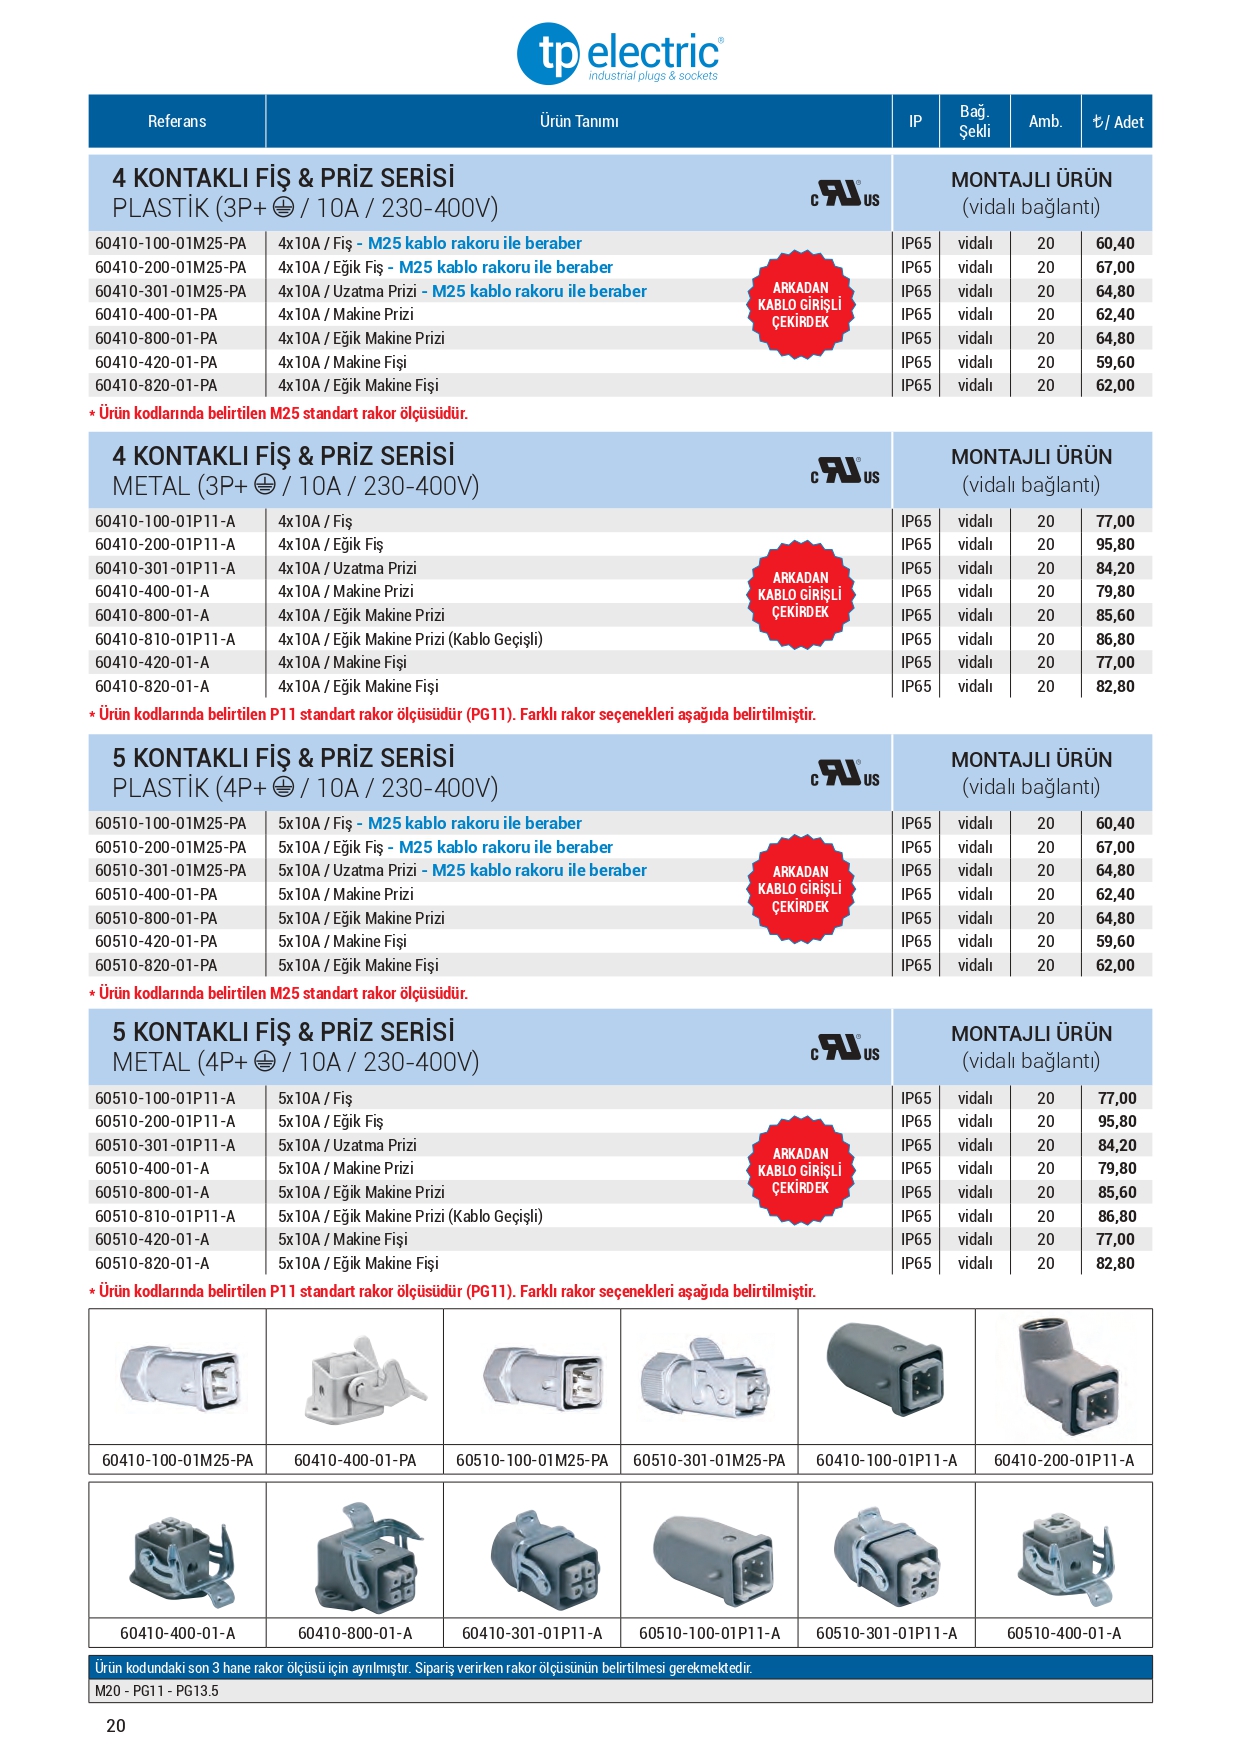 tp electric®
industrial plugs & sockets
Referans Ürün Tanımı IP Bağ. Şekli Amb. ₺/ Adet
4 KONTAKLI FİŞ & PRİZ SERİSİ
PLASTİK (3P+ ⏚ / 10A / 230-400V)
c RU ® US
MONTAJLI ÜRÜN
(vidalı bağlantı)
60410-100-01M25-PA 4x10A / Fiş - M25 kablo rakoru ile beraber IP65 vidalı 20 60,40
60410-200-01M25-PA 4x10A / Eğik Fiş - M25 kablo rakoru ile beraber IP65 vidalı 20 67,00
60410-301-01M25-PA 4x10A / Uzatma Prizi - M25 kablo rakoru ile beraber IP65 vidalı 20 64,80
60410-400-01-PA 4x10A / Makine Prizi IP65 vidalı 20 62,40
60410-800-01-PA 4x10A / Eğik Makine Prizi IP65 vidalı 20 64,80
60410-420-01-PA 4x10A / Makine Fişi IP65 vidalı 20 59,60
60410-820-01-PA 4x10A / Eğik Makine Fişi IP65 vidalı 20 62,00
ARKADAN
KABLO GİRİŞLİ
ÇEKİRDEK
* Ürün kodlarında belirtilen M25 standart rakor ölçüsüdür.
4 KONTAKLI FİŞ & PRİZ SERİSİ
METAL (3P+ ⏚ / 10A / 230-400V)
c RU ® US
MONTAJLI ÜRÜN
(vidalı bağlantı)
60410-100-01P11-A 4x10A / Fiş IP65 vidalı 20 77,00
60410-200-01P11-A 4x10A / Eğik Fiş IP65 vidalı 20 95,80
60410-301-01P11-A 4x10A / Uzatma Prizi IP65 vidalı 20 84,20
60410-400-01-A 4x10A / Makine Prizi IP65 vidalı 20 79,80
60410-800-01-A 4x10A / Eğik Makine Prizi IP65 vidalı 20 85,60
60410-810-01P11-A 4x10A / Eğik Makine Prizi (Kablo Geçişli) IP65 vidalı 20 86,80
60410-420-01-A 4x10A / Makine Fişi IP65 vidalı 20 77,00
60410-820-01-A 4x10A / Eğik Makine Fişi IP65 vidalı 20 82,80
ARKADAN
KABLO GİRİŞLİ
ÇEKİRDEK
* Ürün kodlarında belirtilen P11 standart rakor ölçüsüdür (PG11). Farklı rakor seçenekleri aşağıda belirtilmiştir.
5 KONTAKLI FİŞ & PRİZ SERİSİ
PLASTİK (4P+ ⏚ / 10A / 230-400V)
c RU ® US
MONTAJLI ÜRÜN
(vidalı bağlantı)
60510-100-01M25-PA 5x10A / Fiş - M25 kablo rakoru ile beraber IP65 vidalı 20 60,40
60510-200-01M25-PA 5x10A / Eğik Fiş - M25 kablo rakoru ile beraber IP65 vidalı 20 67,00
60510-301-01M25-PA 5x10A / Uzatma Prizi - M25 kablo rakoru ile beraber IP65 vidalı 20 64,80
60510-400-01-PA 5x10A / Makine Prizi IP65 vidalı 20 62,40
60510-800-01-PA 5x10A / Eğik Makine Prizi IP65 vidalı 20 64,80
60510-420-01-PA 5x10A / Makine Fişi IP65 vidalı 20 59,60
60510-820-01-PA 5x10A / Eğik Makine Fişi IP65 vidalı 20 62,00
ARKADAN
KABLO GİRİŞLİ
ÇEKİRDEK
* Ürün kodlarında belirtilen M25 standart rakor ölçüsüdür.
5 KONTAKLI FİŞ & PRİZ SERİSİ
METAL (4P+ ⏚ / 10A / 230-400V)
c RU ® US
MONTAJLI ÜRÜN
(vidalı bağlantı)
60510-100-01P11-A 5x10A / Fiş IP65 vidalı 20 77,00
60510-200-01P11-A 5x10A / Eğik Fiş IP65 vidalı 20 95,80
60510-301-01P11-A 5x10A / Uzatma Prizi IP65 vidalı 20 84,20
60510-400-01-A 5x10A / Makine Prizi IP65 vidalı 20 79,80
60510-800-01-A 5x10A / Eğik Makine Prizi IP65 vidalı 20 85,60
60510-810-01P11-A 5x10A / Eğik Makine Prizi (Kablo Geçişli) IP65 vidalı 20 86,80
60510-420-01-A 5x10A / Makine Fişi IP65 vidalı 20 77,00
60510-820-01-A 5x10A / Eğik Makine Fişi IP65 vidalı 20 82,80
ARKADAN
KABLO GİRİŞLİ
ÇEKİRDEK
* Ürün kodlarında belirtilen P11 standart rakor ölçüsüdür (PG11). Farklı rakor seçenekleri aşağıda belirtilmiştir.
60410-100-01M25-PA 60410-400-01-PA 60510-100-01M25-PA 60510-301-01M25-PA 60410-100-01P11-A 60410-200-01P11-A
60410-400-01-A 60410-800-01-A 60410-301-01P11-A 60510-100-01P11-A 60510-301-01P11-A 60510-400-01-A
Ürün kodundaki son 3 hane rakor ölçüsü için ayrılmıştır. Sipariş verirken rakor ölçüsünün belirtilmesi gerekmektedir.
M20 - PG11 - PG13.5
20